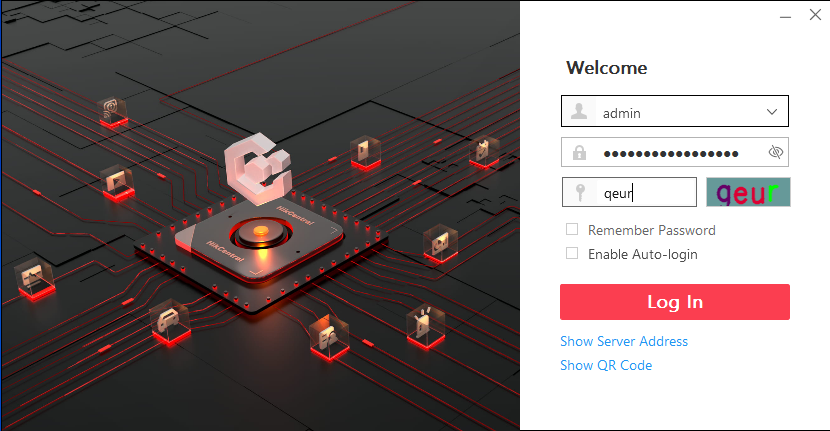 Welcome
admin
●●●●●●●●●●●●●●●●●
qeur
qeur
Remember Password
Enable Auto-login
Log In
Show Server Address
Show QR Code
HikCentral
HikCentral